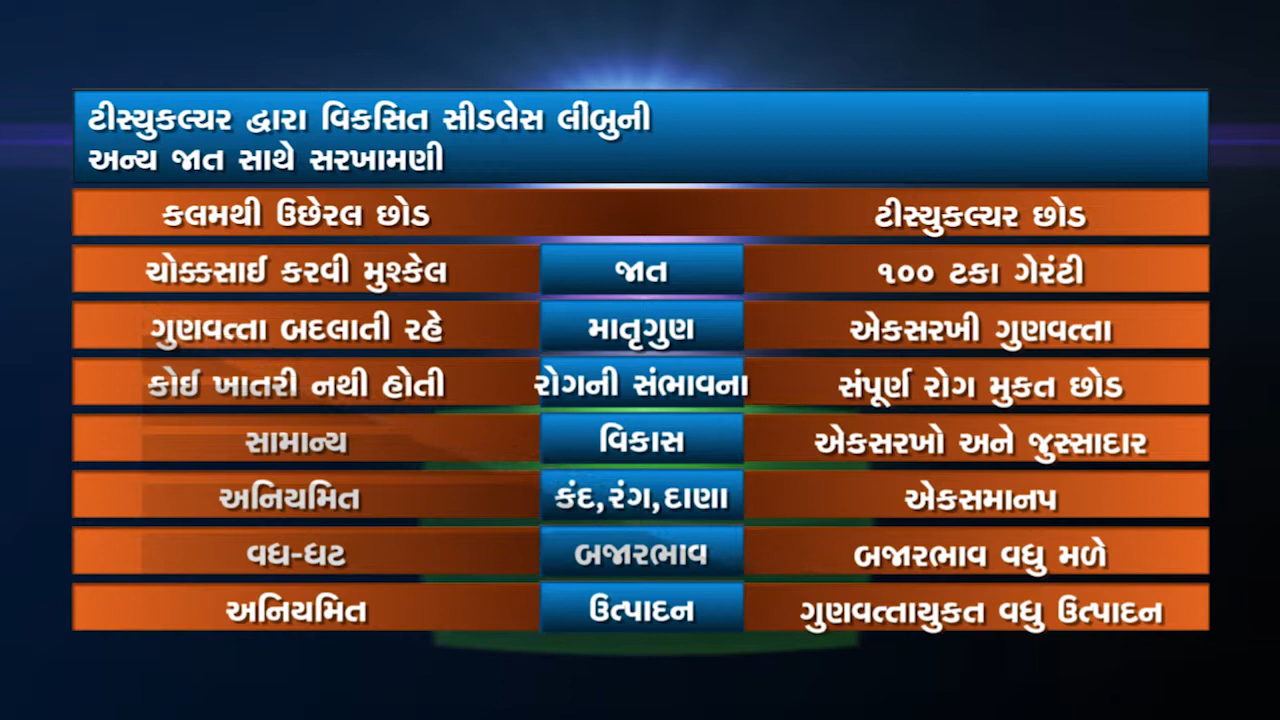 ટીસ્યુકલ્ચર દ્વારા વિકસિત સીડલેસ લીંબુની
અન્ય જાત સાથે સરખામણી
કલમથી ઉછેરલ છોડ ટીસ્યુકલ્ચર છોડ
ચોક્કસાઈ કરવી મુશ્કેલ જાત ૧૦૦ ટકા ગેરંટી
ગુણવત્તા બદલાતી રહે માતૃગુણ એકસરખી ગુણવત્તા
કોઈ ખાતરી નથી હોતી રોગની સંભાવના સંપૂર્ણ રોગ મુકત છોડ
સામાન્ય વિકાસ એકસરખો અને જુસ્સાદાર
અનિયમિત કંદ,રંગ,દાણા એકસમાનપ
વધ-ઘટ બજારભાવ બજારભાવ વધુ મળે
અનિયમિત ઉત્પાદન ગુણવત્તાયુકત વધુ ઉત્પાદન